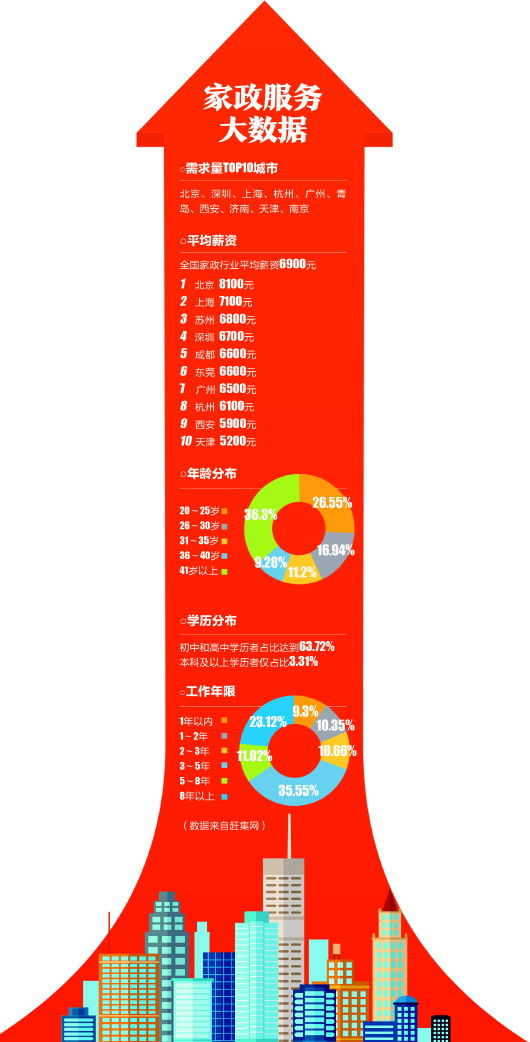 家政服务
大数据
○需求量TOP10城市
北京、深圳、上海、杭州、广州、青
岛、西安、济南、天津、南京
○平均薪资
全国家政行业平均薪资6900元
1 北京 8100元
2 上海 7100元
3 苏州 6800元
4 深圳 6700元
5 成都 6600元
6 东莞 6600元
7 广州 6500元
8 杭州 6100元
9 西安 5900元
10 天津 5200元
○年龄分布
20～25岁
26～30岁
31～35岁
36～40岁
41岁以上
26.55%
16.94%
11.2%
9.28%
36.3%
○学历分布
初中和高中学历者占比达到63.72%
本科及以上学历者仅占比3.31%
○工作年限
1年以内
1～2年
2～3年
3～5年
5～8年
8年以上
9.3%
10.35%
10.66%
35.55%
11.02%
23.12%
（数据来自赶集网）